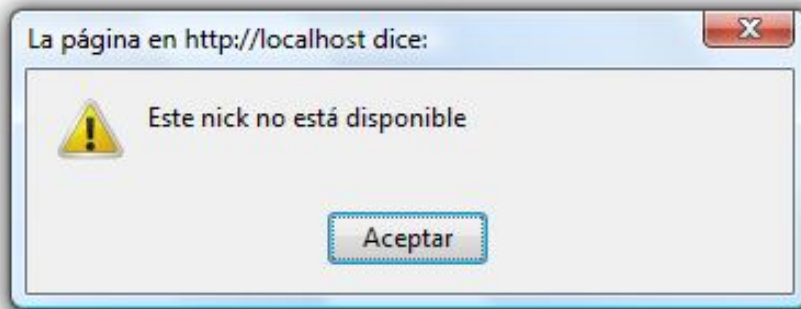 La página en http://localhost dice:
Este nick no está disponible
Aceptar